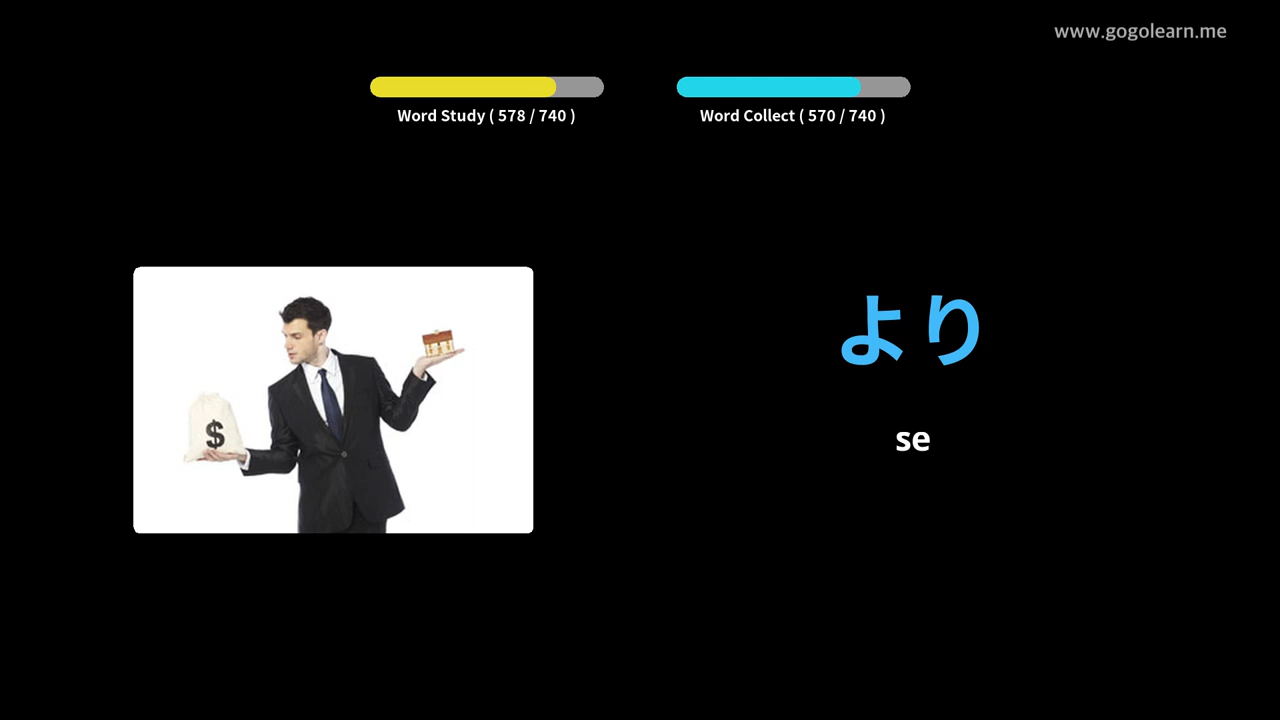 www.gogolearn.me
Word Study ( 578 / 740 )
Word Collect ( 570 / 740 )
より
$
se